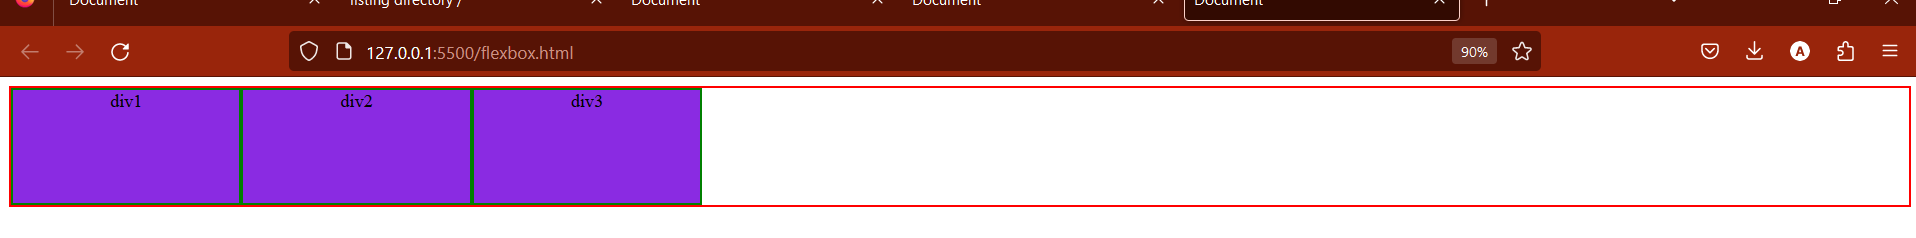 Document listing directory / Document Document Document
127.0.0.1:5500/flexbox.html 90% A
div1 div2 div3